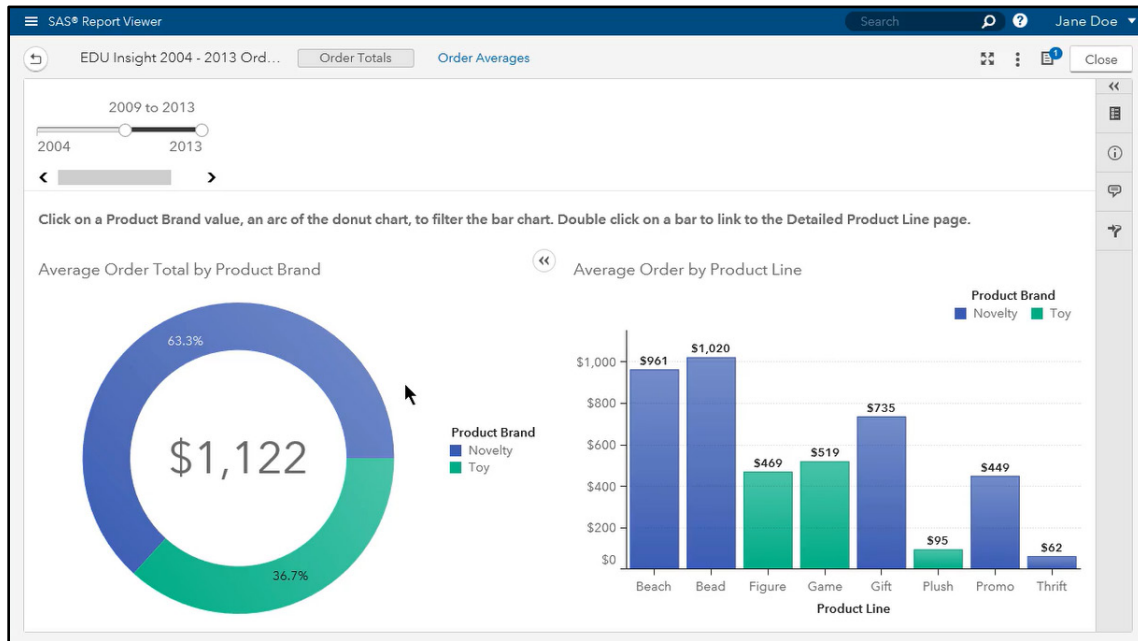 SAS® Report Viewer
Search
?
Jane Doe
EDU Insight 2004 - 2013 Ord...
Order Totals
Order Averages
1
Close
2009 to 2013
2004 2013
Click on a Product Brand value, an arc of the donut chart, to filter the bar chart. Double click on a bar to link to the Detailed Product Line page.
Average Order Total by Product Brand
63.3%
$1,122
36.7%
Product Brand
Novelty
Toy
Average Order by Product Line
Product Brand
Novelty Toy
$1,000
$800
$600
$400
$200
$0
$961
$1,020
$469
$519
$735
$95
$449
$62
Beach Bead Figure Game Gift Plush Promo Thrift
Product Line